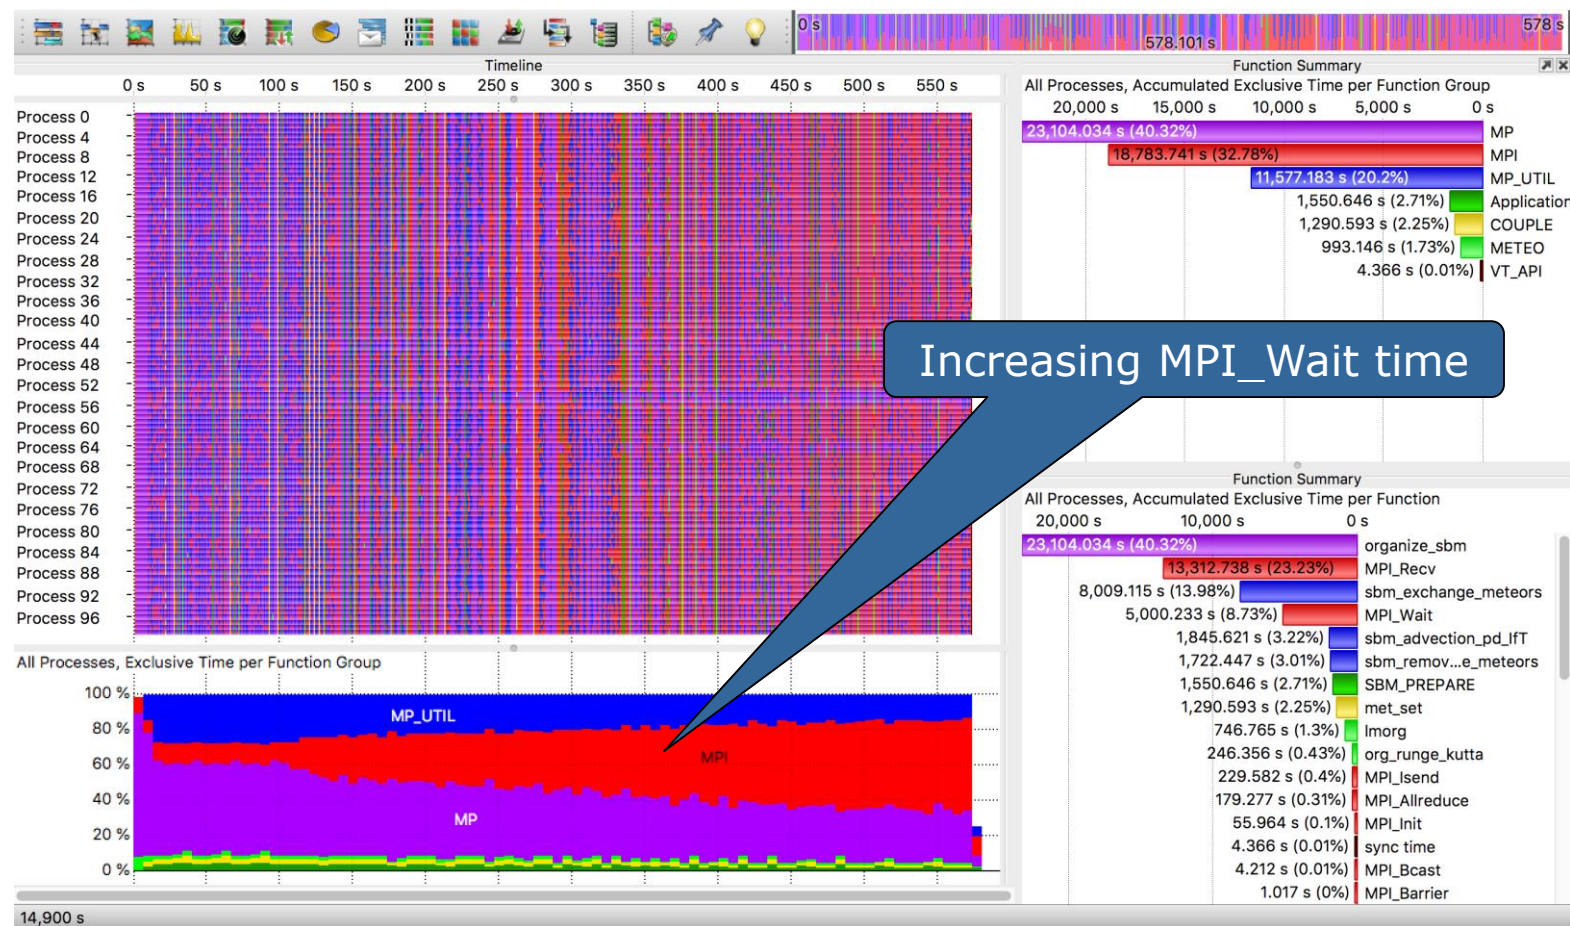 0 s
578 s
578.101 s
Timeline
0 s 50 s 100 s 150 s 200 s 250 s 300 s 350 s 400 s 450 s 500 s 550 s
Process 0
Process 4
Process 8
Process 12
Process 16
Process 20
Process 24
Process 28
Process 32
Process 36
Process 40
Process 44
Process 48
Process 52
Process 56
Process 60
Process 64
Process 68
Process 72
Process 76
Process 80
Process 84
Process 88
Process 92
Process 96
All Processes, Exclusive Time per Function Group
100 %
80 %
60 %
40 %
20 %
0 %
MP_UTIL
MPI
MP
14,900 s
Function Summary
All Processes, Accumulated Exclusive Time per Function Group
20,000 s 15,000 s 10,000 s 5,000 s 0 s
23,104.034 s (40.32%) MP
18,783.741 s (32.78%) MPI
11,577.183 s (20.2%) MP_UTIL
1,550.646 s (2.71%) Application
1,290.593 s (2.25%) COUPLE
993.146 s (1.73%) METEO
4.366 s (0.01%) VT_API
Increasing MPI_Wait time
Function Summary
All Processes, Accumulated Exclusive Time per Function
20,000 s 10,000 s 0 s
23,104.034 s (40.32%) organize_sbm
13,312.738 s (23.23%) MPI_Recv
8,009.115 s (13.98%) sbm_exchange_meteors
5,000.233 s (8.73%) MPI_Wait
1,845.621 s (3.22%) sbm_advection_pd_lfT
1,722.447 s (3.01%) sbm_remov...e_meteors
1,550.646 s (2.71%) SBM_PREPARE
1,290.593 s (2.25%) met_set
746.765 s (1.3%) lmorg
246.356 s (0.43%) org_runge_kutta
229.582 s (0.4%) MPI_Isend
179.277 s (0.31%) MPI_Allreduce
55.964 s (0.1%) MPI_Init
4.366 s (0.01%) sync time
4.212 s (0.01%) MPI_Bcast
1.017 s (0%) MPI_Barrier